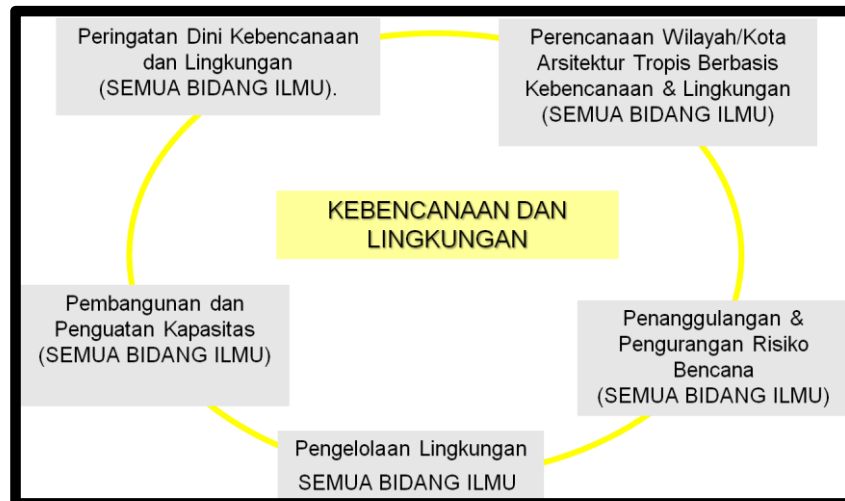 Peringatan Dini Kebencanaan
dan Lingkungan
(SEMUA BIDANG ILMU).
Perencanaan Wilayah/Kota
Arsitektur Tropis Berbasis
Kebencanaan & Lingkungan
(SEMUA BIDANG ILMU)
KEBENCANAAN DAN
LINGKUNGAN
Pembangunan dan
Penguatan Kapasitas
(SEMUA BIDANG ILMU)
Penanggulangan &
Pengurangan Risiko
Bencana
(SEMUA BIDANG ILMU)
Pengelolaan Lingkungan
SEMUA BIDANG ILMU